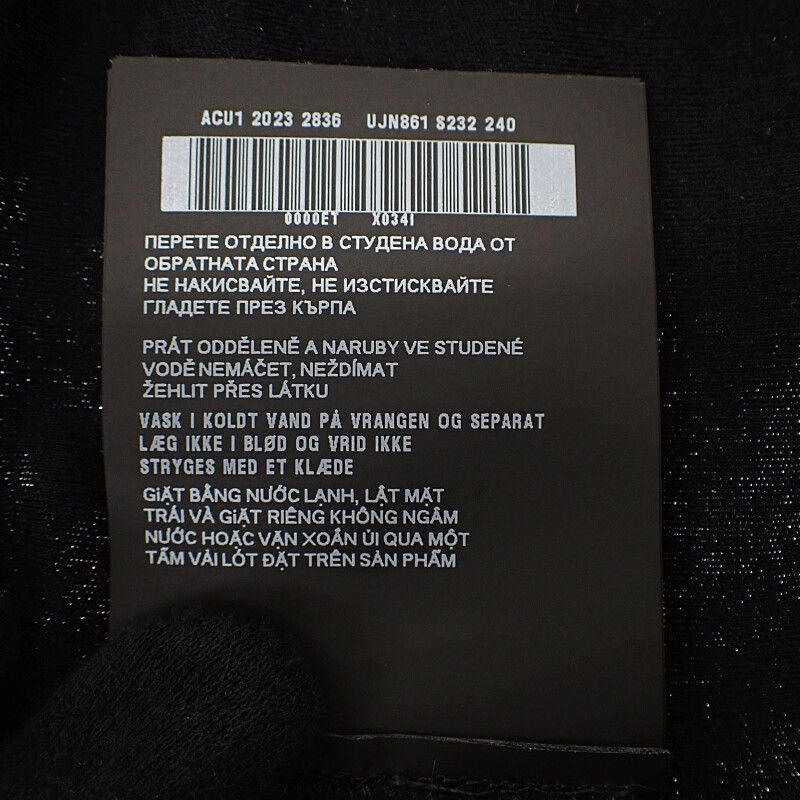 ACU1 2023 2836 UJN861 S232 240
0000ET X034I
ПЕРЕТЕ ОТДЕЛНО В СТУДЕНА ВОДА ОТ
ОБРАТНАТА СТРАНА
НЕ НАКИСВАЙТЕ, НЕ ИЗСТИСКВАЙТЕ
ГЛАДЕТЕ ПРЕЗ КЪРПА
PRÁT ODDĚLENĚ A NARUBY VE STUDENÉ
VODĚ NEMÁČET, NEŽDÍMAT
ŽEHLIT PŘES LÁTKU
VASK I KOLDT VAND PÅ VRANGEN OG SEPARAT
LÆG IKKE I BLØD OG VRID IKKE
STRYGES MED ET KLÆDE
GIẶT BẰNG NƯỚC LẠNH, LẬT MẶT
TRÁI VÀ GIẶT RIÊNG KHÔNG NGÂM
NƯỚC HOẶC VẶN XOẮN ỦI QUA MỘT
TẤM VẢI LÓT ĐẶT TRÊN SẢN PHẨM